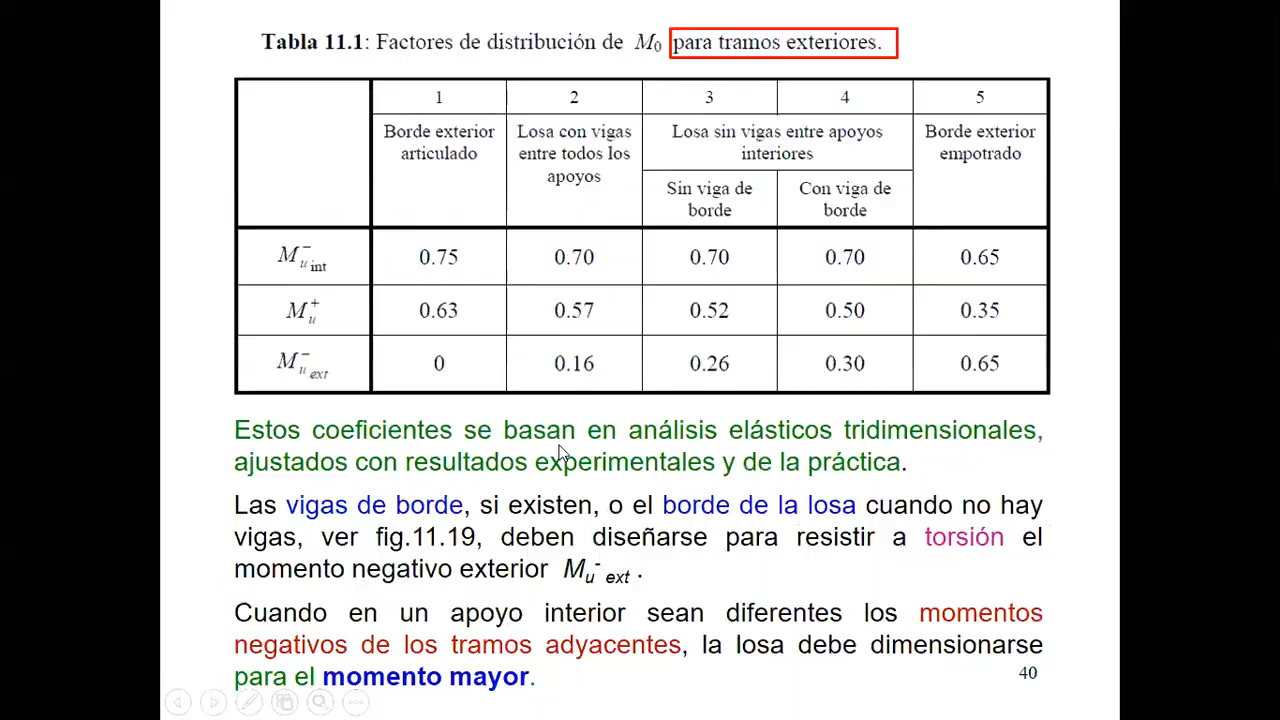 Tabla 11.1: Factores de distribución de M0 para tramos exteriores.
1 2 3 4 5
Borde exterior articulado
Losa con vigas entre todos los apoyos
Losa sin vigas entre apoyos interiores
Sin viga de borde
Con viga de borde
Borde exterior empotrado
Mu−int 0.75 0.70 0.70 0.70 0.65
Mu+ 0.63 0.57 0.52 0.50 0.35
Mu−ext 0 0.16 0.26 0.30 0.65
Estos coeficientes se basan en análisis elásticos tridimensionales,
ajustados con resultados experimentales y de la práctica.
Las vigas de borde, si existen, o el borde de la losa cuando no hay
vigas, ver fig.11.19, deben diseñarse para resistir a torsión el
momento negativo exterior Mu-ext .
Cuando en un apoyo interior sean diferentes los momentos
negativos de los tramos adyacentes, la losa debe dimensionarse
para el momento mayor.
40